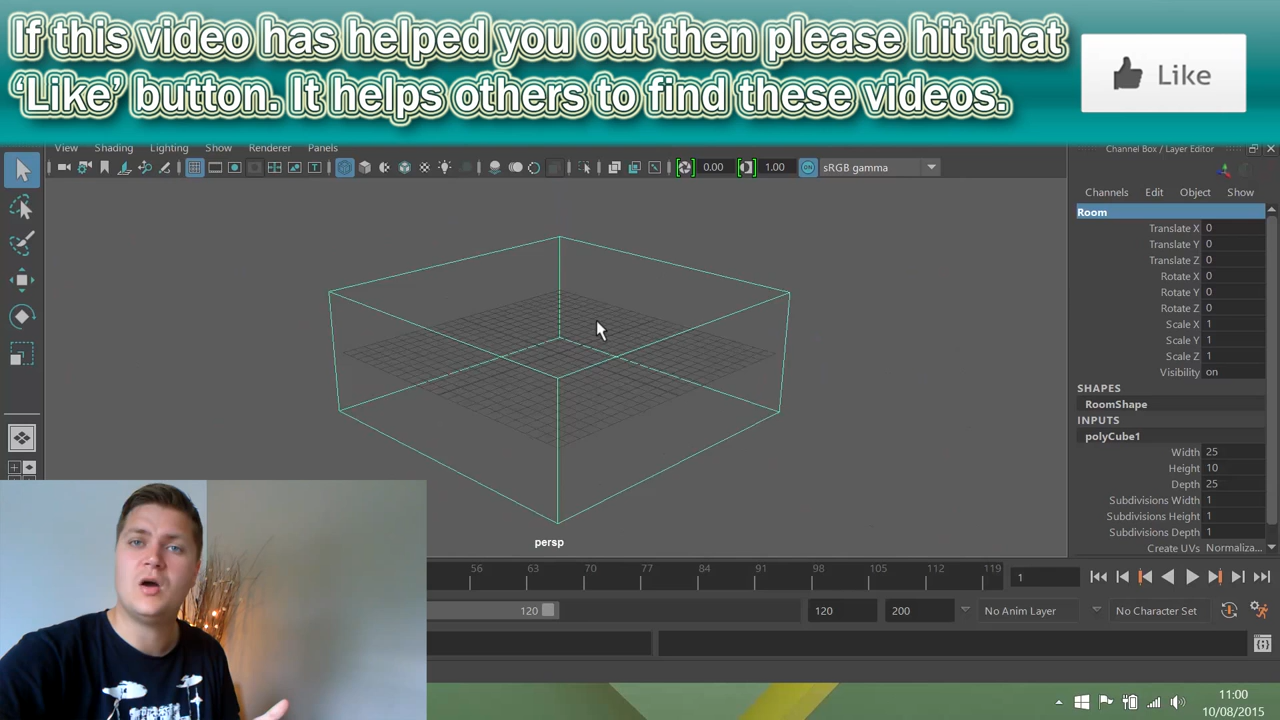 If this video has helped you out then please hit that
‘Like’ button. It helps others to find these videos.
Like
View Shading Lighting Show Renderer Panels
0.00 1.00 ON sRGB gamma
persp
Channel Box / Layer Editor
Channels Edit Object Show
Room
Translate X 0
Translate Y 0
Translate Z 0
Rotate X 0
Rotate Y 0
Rotate Z 0
Scale X 1
Scale Y 1
Scale Z 1
Visibility on
SHAPES
RoomShape
INPUTS
polyCube1
Width 25
Height 10
Depth 25
Subdivisions Width 1
Subdivisions Height 1
Subdivisions Depth 1
Create UVs Normaliza...
56 63 70 77 84 91 98 105 112 119 1
120 120 200 No Anim Layer No Character Set
11:00
10/08/2015